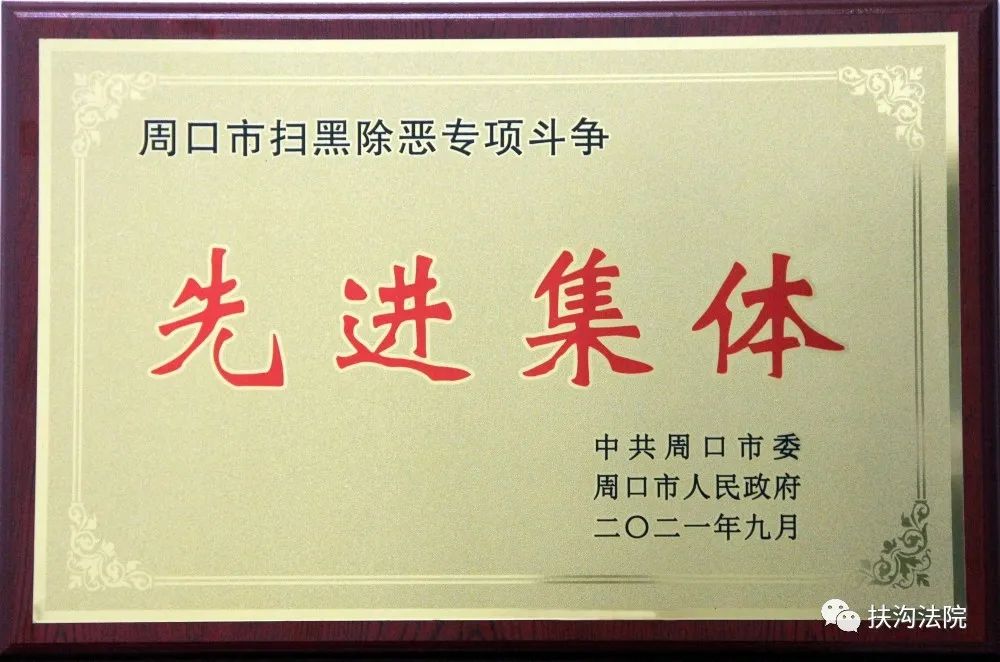 周口市扫黑除恶专项斗争
先进集体
中共周口市委
周口市人民政府
二〇二一年九月
扶沟法院